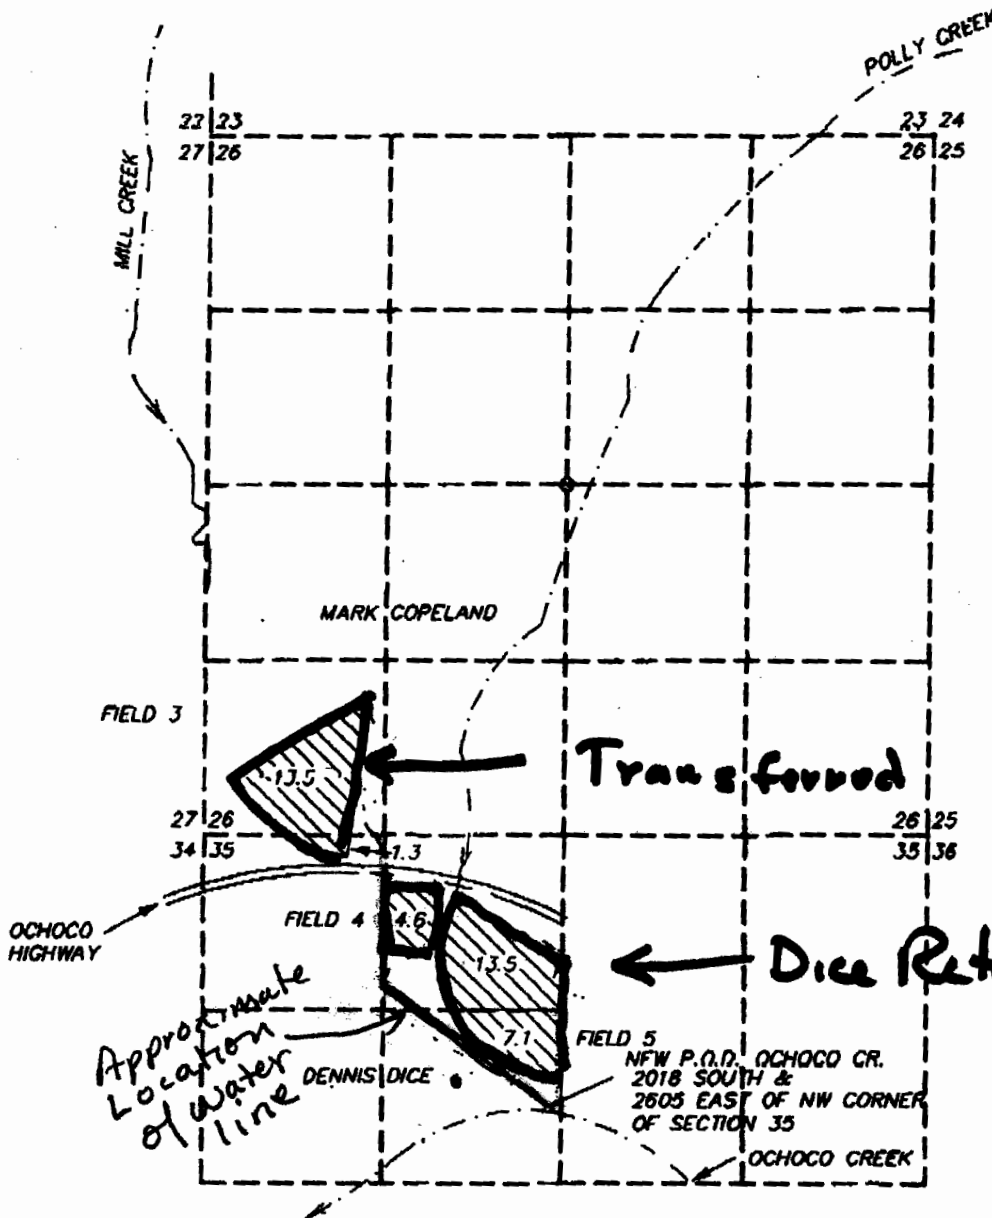 POLLY CREEK
22 23
23 24
27 26
26 25
MILL CREEK
MARK COPELAND
FIELD 3
13.5
Transferred
27 26
26 25
34 35
35 36
1.3
OCHOCO
HIGHWAY
FIELD 4
4.6
13.5
Dice Ret
Approximate
Location
of water
line
7.1
FIELD 5
DENNIS DICE
NEW P.O.D. OCHOCO CR.
2018 SOUTH &
2605 EAST OF NW CORNER
OF SECTION 35
OCHOCO CREEK